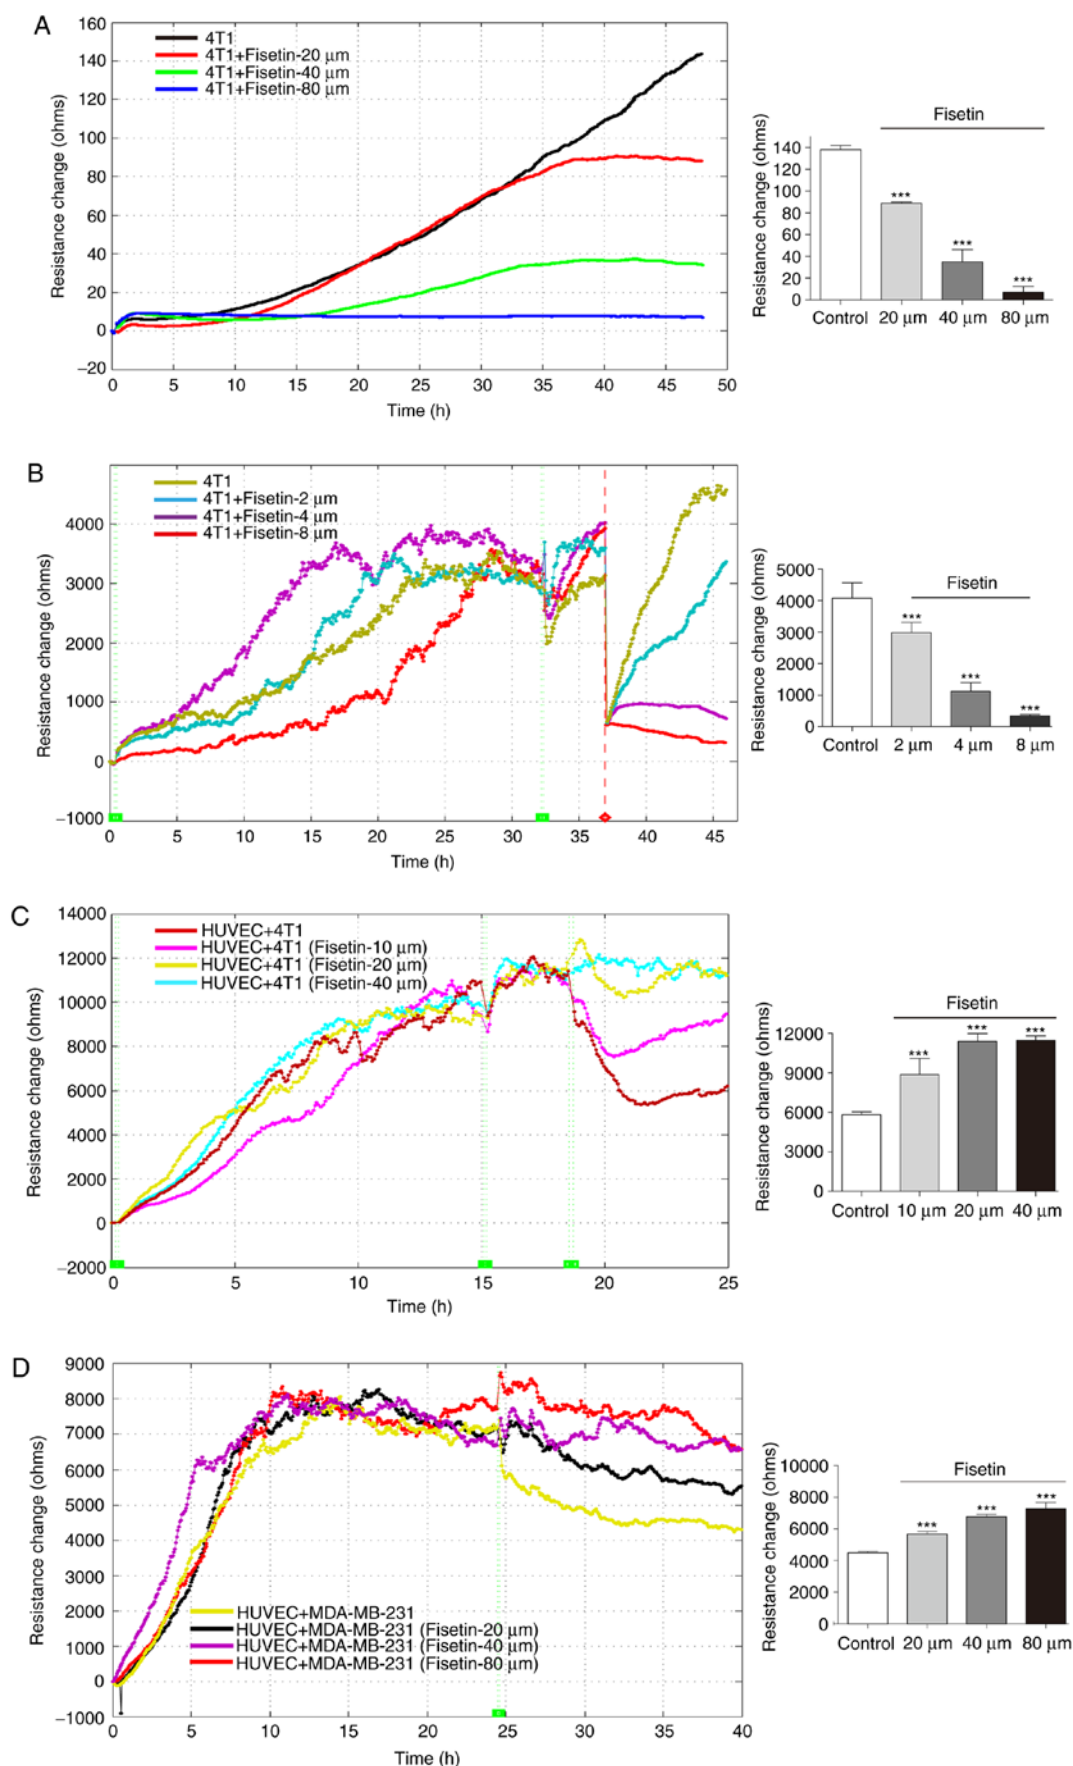 A
160
140
120
100
80
60
40
20
0
−20
Resistance change (ohms)
4T1
4T1+Fisetin-20 μm
4T1+Fisetin-40 μm
4T1+Fisetin-80 μm
0 5 10 15 20 25 30 35 40 45 50
Time (h)
Fisetin
Resistance change (ohms)
140
120
100
80
60
40
20
0
***
***
***
Control 20 μm 40 μm 80 μm
B
4000
3000
2000
1000
0
−1000
Resistance change (ohms)
4T1
4T1+Fisetin-2 μm
4T1+Fisetin-4 μm
4T1+Fisetin-8 μm
0 5 10 15 20 25 30 35 40 45
Time (h)
Fisetin
Resistance change (ohms)
5000
4000
3000
2000
1000
0
***
***
***
Control 2 μm 4 μm 8 μm
C
14000
12000
10000
8000
6000
4000
2000
0
−2000
Resistance change (ohms)
HUVEC+4T1
HUVEC+4T1 (Fisetin-10 μm)
HUVEC+4T1 (Fisetin-20 μm)
HUVEC+4T1 (Fisetin-40 μm)
0 5 10 15 20 25
Time (h)
Fisetin
Resistance change (ohms)
12000
9000
6000
3000
0
***
***
***
Control 10 μm 20 μm 40 μm
D
9000
8000
7000
6000
5000
4000
3000
2000
1000
0
−1000
Resistance change (ohms)
HUVEC+MDA-MB-231
HUVEC+MDA-MB-231 (Fisetin-20 μm)
HUVEC+MDA-MB-231 (Fisetin-40 μm)
HUVEC+MDA-MB-231 (Fisetin-80 μm)
0 5 10 15 20 25 30 35 40
Time (h)
Fisetin
Resistance change (ohms)
10000
8000
6000
4000
2000
0
***
***
***
Control 20 μm 40 μm 80 μm